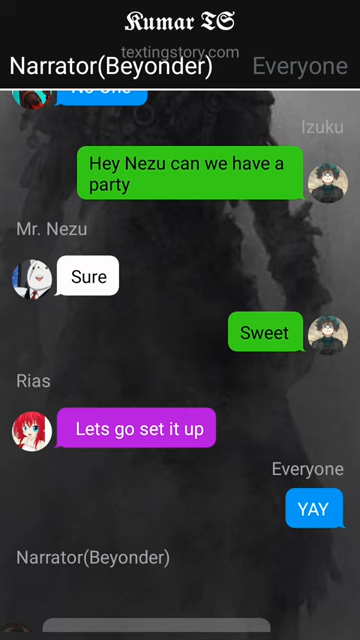 Kumar TS
textingstory.com
Narrator(Beyonder) Everyone
No One
Izuku
Hey Nezu can we have a
party
Mr. Nezu
Sure
Sweet
Rias
Lets go set it up
Everyone
YAY
Narrator(Beyonder)